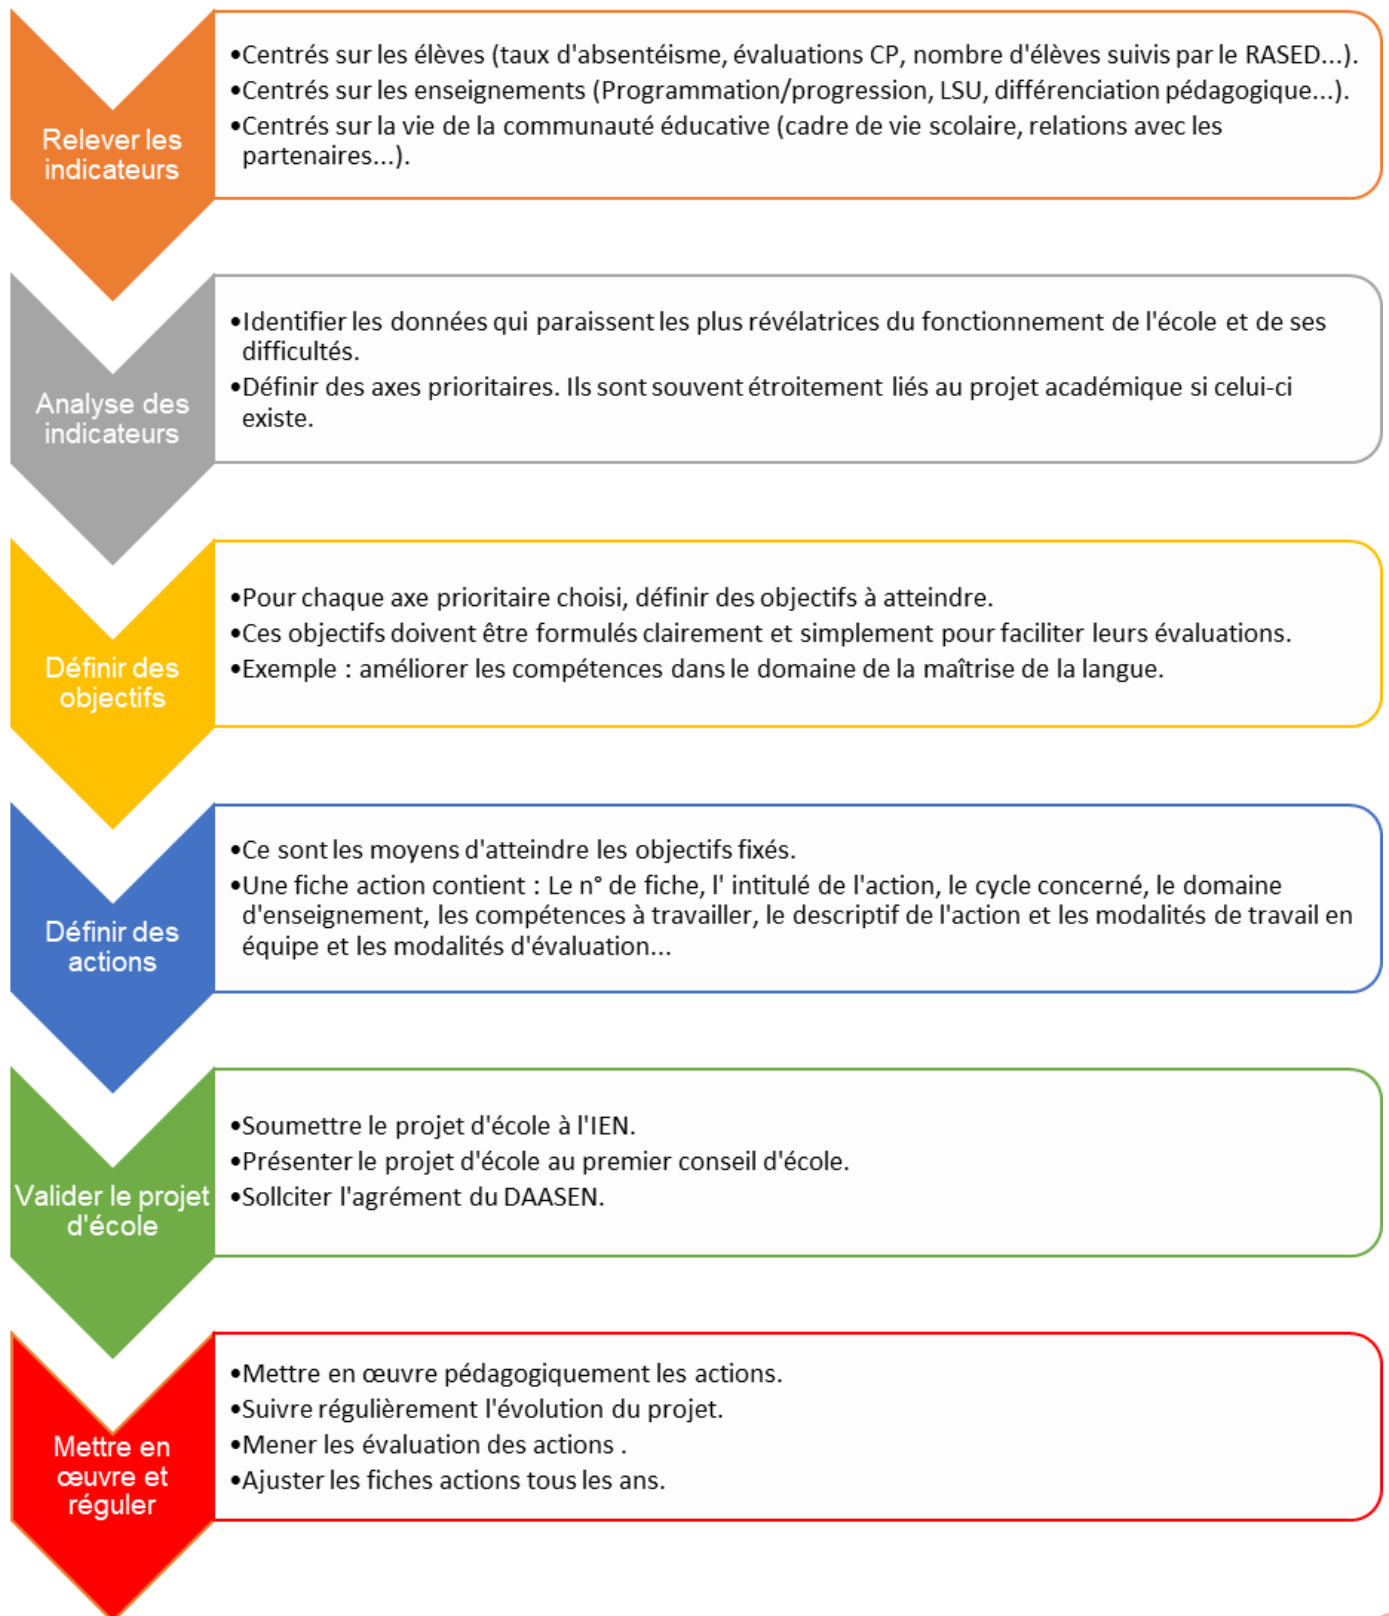 Relever les
indicateurs
•Centrés sur les élèves (taux d'absentéisme, évaluations CP, nombre d'élèves suivis par le RASED...).
•Centrés sur les enseignements (Programmation/progression, LSU, différenciation pédagogique...).
•Centrés sur la vie de la communauté éducative (cadre de vie scolaire, relations avec les
partenaires...).
Analyse des
indicateurs
•Identifier les données qui paraissent les plus révélatrices du fonctionnement de l'école et de ses
difficultés.
•Définir des axes prioritaires. Ils sont souvent étroitement liés au projet académique si celui-ci
existe.
Définir des
objectifs
•Pour chaque axe prioritaire choisi, définir des objectifs à atteindre.
•Ces objectifs doivent être formulés clairement et simplement pour faciliter leurs évaluations.
•Exemple : améliorer les compétences dans le domaine de la maîtrise de la langue.
Définir des
actions
•Ce sont les moyens d'atteindre les objectifs fixés.
•Une fiche action contient : Le n° de fiche, l' intitulé de l'action, le cycle concerné, le domaine
d'enseignement, les compétences à travailler, le descriptif de l'action et les modalités de travail en
équipe et les modalités d'évaluation...
Valider le projet
d'école
•Soumettre le projet d'école à l'IEN.
•Présenter le projet d'école au premier conseil d'école.
•Sollciter l'agrément du DAASEN.
Mettre en
œuvre et
réguler
•Mettre en œuvre pédagogiquement les actions.
•Suivre régulièrement l'évolution du projet.
•Mener les évaluation des actions .
•Ajuster les fiches actions tous les ans.